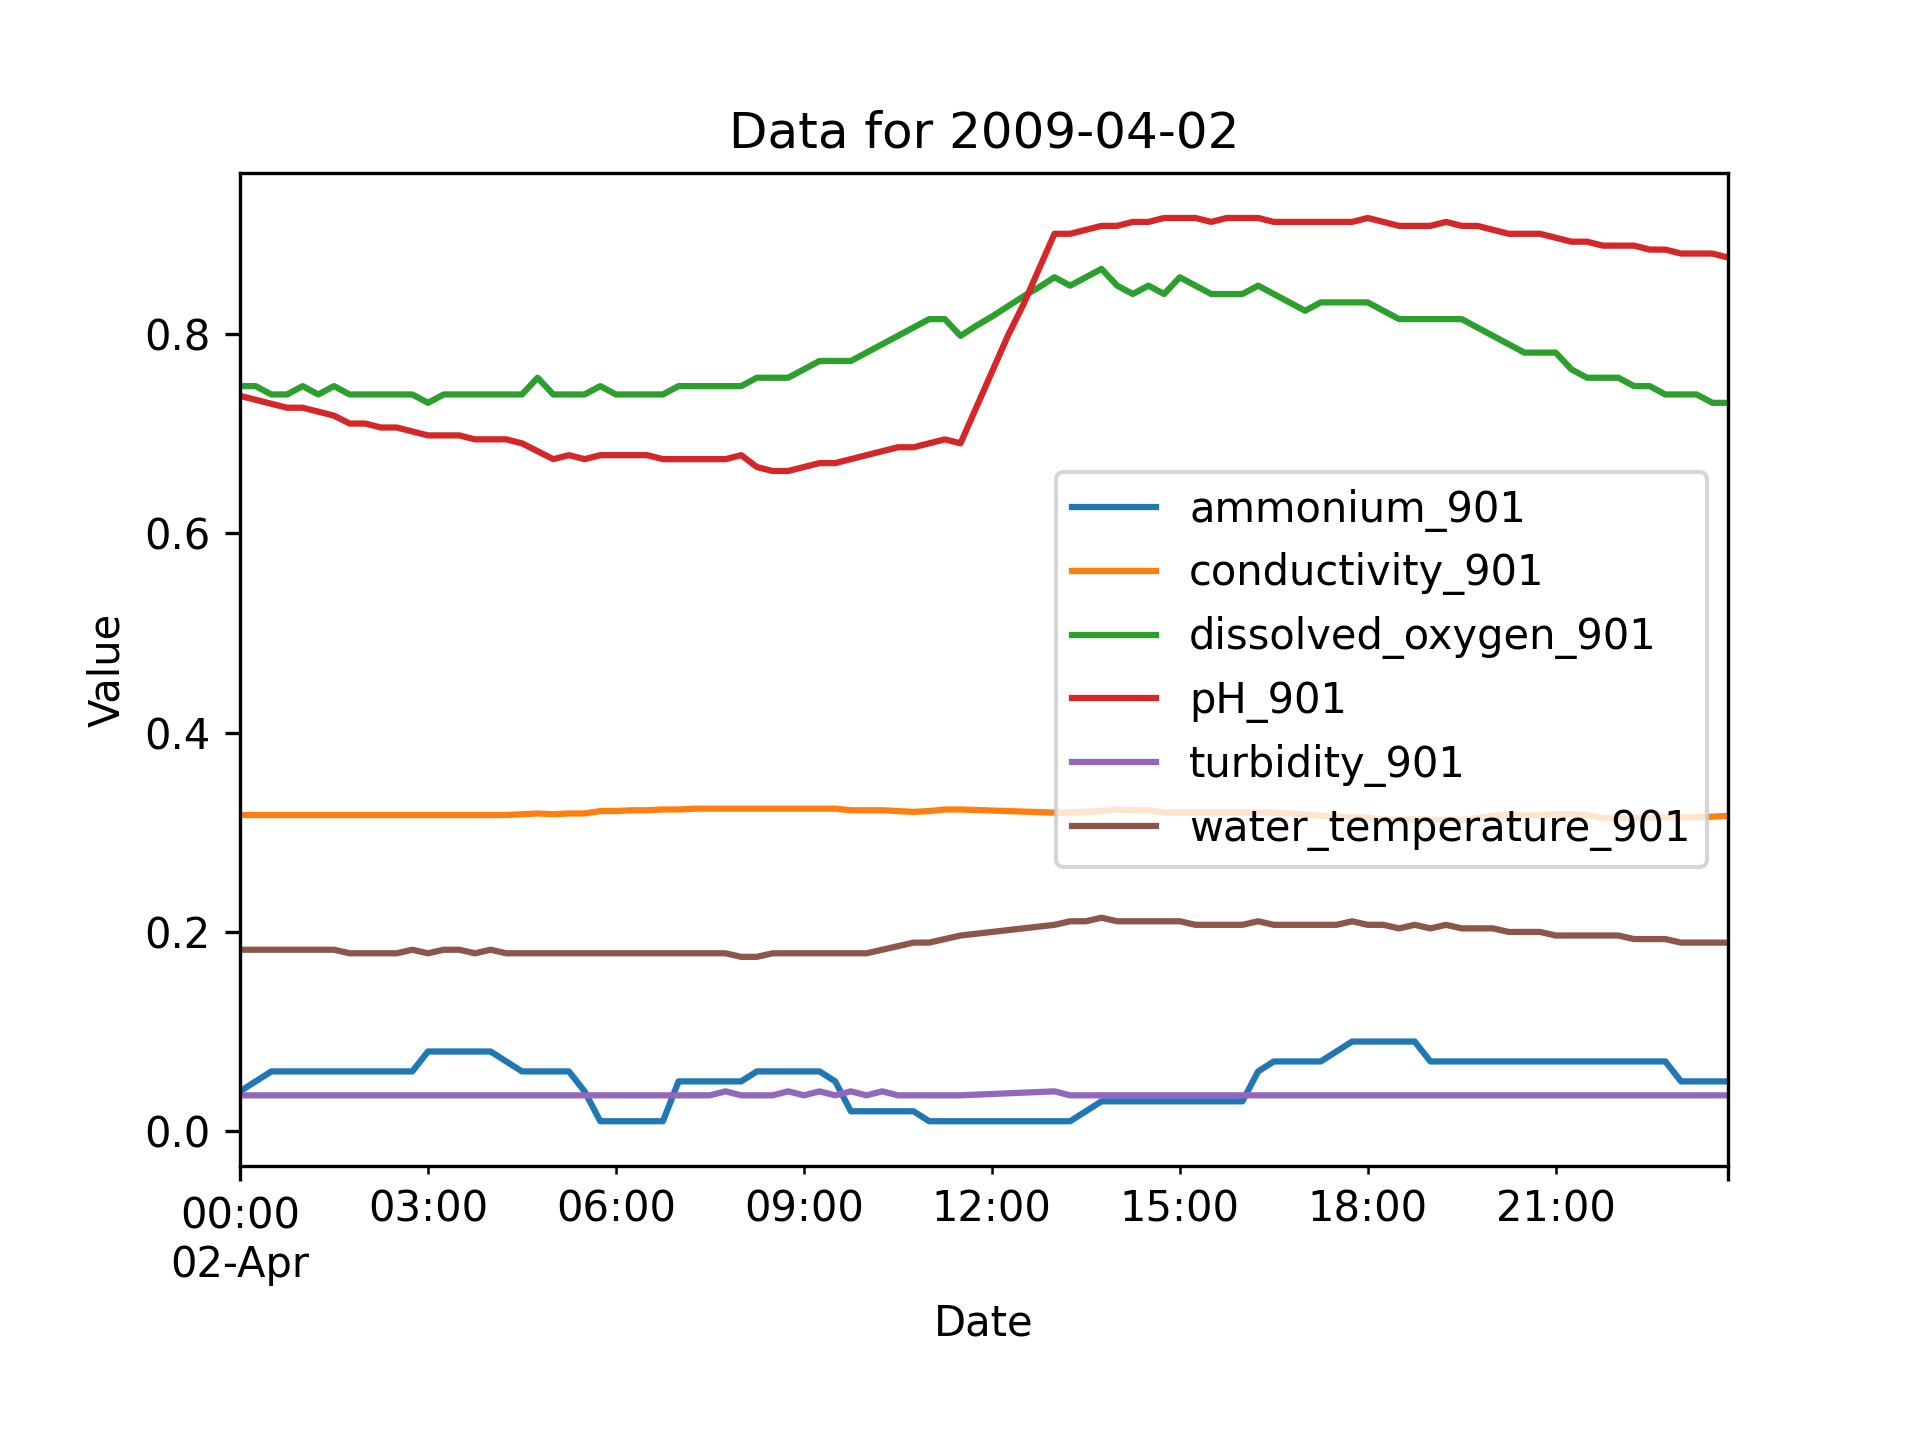 Data for 2009-04-02
Value
0.8
0.6
0.4
0.2
0.0
ammonium_901
conductivity_901
dissolved_oxygen_901
pH_901
turbidity_901
water_temperature_901
00:00 03:00 06:00 09:00 12:00 15:00 18:00 21:00
02-Apr
Date